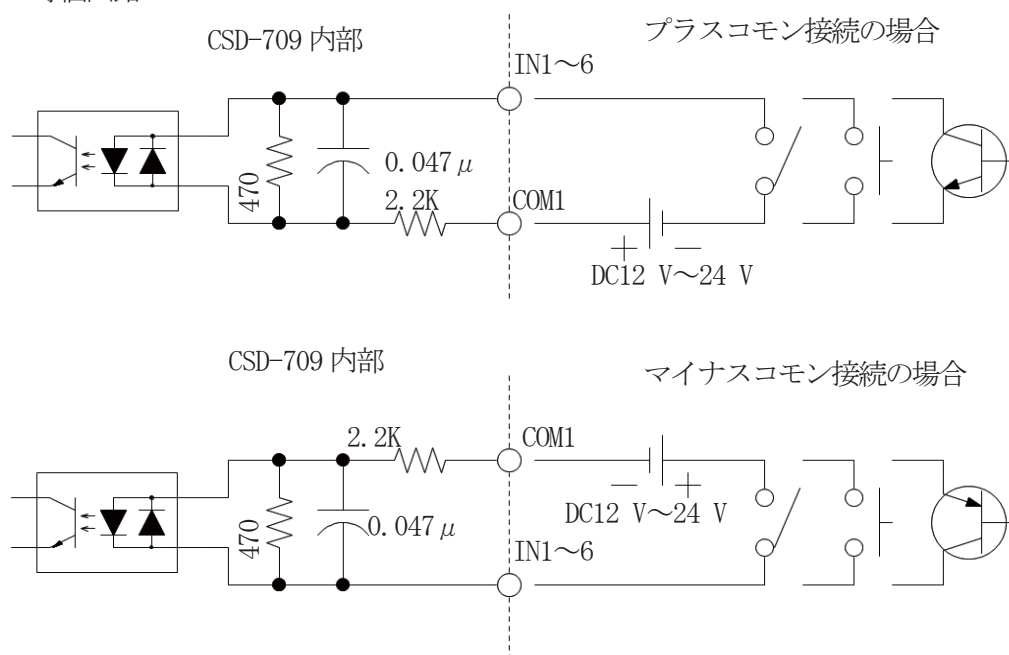 CSD-709 内部
プラスコモン接続の場合
IN1～6
0.047μ
470
2.2K
COM1
+ −
DC12 V～24 V
CSD-709 内部
マイナスコモン接続の場合
2.2K
COM1
− +
DC12 V～24 V
470
0.047μ
IN1～6